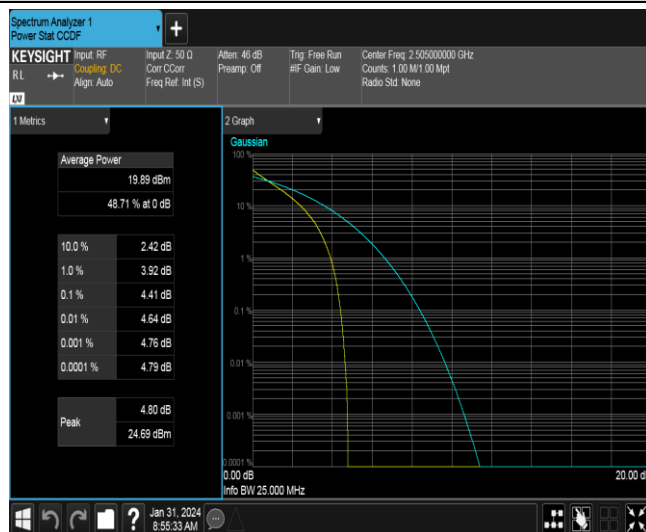 Spectrum Analyzer 1
Power Stat CCDF
+
KEYSIGHT
RL
LXI
Input: RF
Coupling: DC
Align: Auto
Input Z: 50 Ω
Corr CCorr
Freq Ref: Int (S)
Atten: 46 dB
Preamp: Off
Trig: Free Run
#IF Gain: Low
Center Freq: 2.505000000 GHz
Counts: 1.00 M/1.00 Mpt
Radio Std: None
1 Metrics
Average Power
19.89 dBm
48.71 % at 0 dB
10.0 % 2.42 dB
1.0 % 3.92 dB
0.1 % 4.41 dB
0.01 % 4.64 dB
0.001 % 4.76 dB
0.0001 % 4.79 dB
Peak
4.80 dB
24.69 dBm
2 Graph
Gaussian
100 %
10 %
1 %
0.1 %
0.01 %
0.001 %
0.0001 %
0.00 dB
20.00 d
Info BW 25.000 MHz
?
Jan 31, 2024
8:55:33 AM